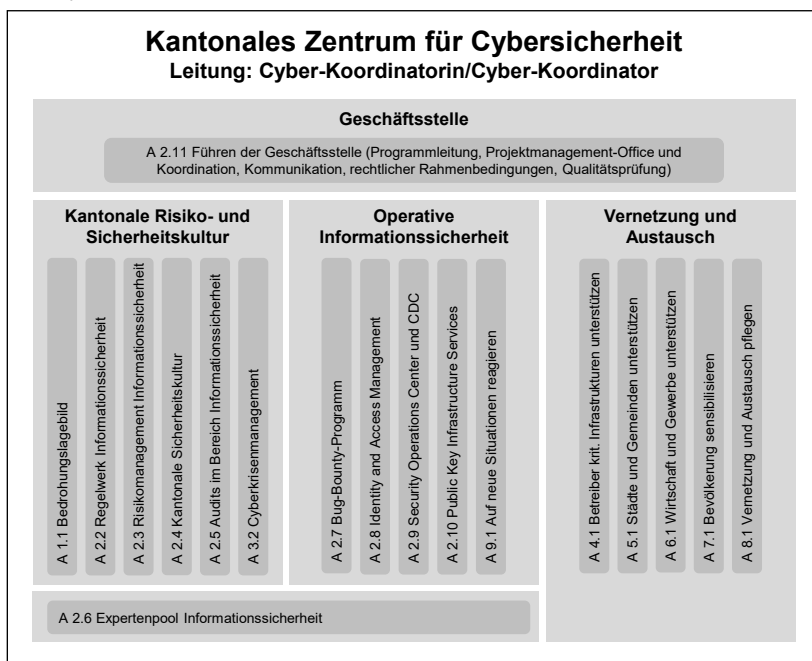 Kantonales Zentrum für Cybersicherheit
Leitung: Cyber-Koordinatorin/Cyber-Koordinator
Geschäftsstelle
A 2.11 Führen der Geschäftsstelle (Programmleitung, Projektmanagement-Office und
Koordination, Kommunikation, rechtlicher Rahmenbedingungen, Qualitätsprüfung)
Kantonale Risiko- und
Sicherheitskultur
A 1.1 Bedrohungslagebild
A 2.2 Regelwerk Informationssicherheit
A 2.3 Risikomanagement Informationssicherheit
A 2.4 Kantonale Sicherheitskultur
A 2.5 Audits im Bereich Informationssicherheit
A 3.2 Cyberkrisenmanagement
Operative
Informationssicherheit
A 2.7 Bug-Bounty-Programm
A 2.8 Identity and Access Management
A 2.9 Security Operations Center und CDC
A 2.10 Public Key Infrastructure Services
A 9.1 Auf neue Situationen reagieren
Vernetzung und
Austausch
A 4.1 Betreiber krit. Infrastrukturen unterstützen
A 5.1 Städte und Gemeinden unterstützen
A 6.1 Wirtschaft und Gewerbe unterstützen
A 7.1 Bevölkerung sensibilisieren
A 8.1 Vernetzung und Austausch pflegen
A 2.6 Expertenpool Informationssicherheit